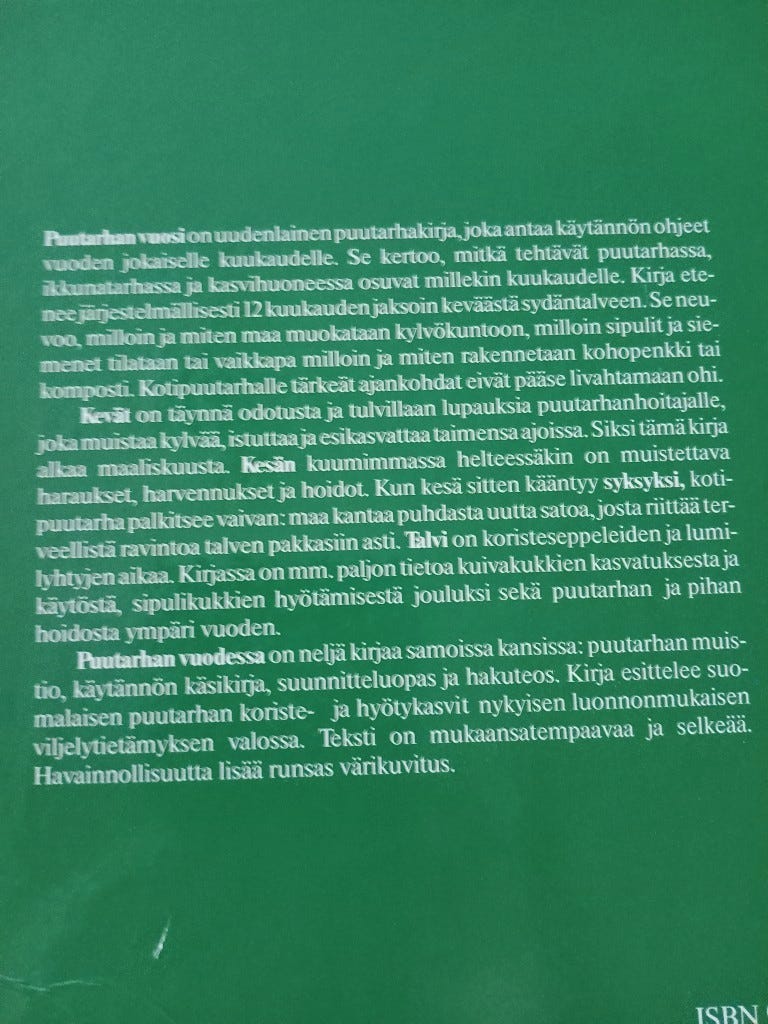 Puutarhan vuosi on uudenlainen puutarhakirja, joka antaa käytännön ohjeet
vuoden jokaiselle kuukaudelle. Se kertoo, mitkä tehtävät puutarhassa,
ikkunatarhassa ja kasvihuoneessa osuvat millekin kuukaudelle. Kirja ete-
nee järjestelmällisesti 12 kuukauden jaksoin keväästä sydäntalveen. Se neu-
voo, milloin ja miten maa muokataan kylvökuntoon, milloin sipulit ja sie-
menet tilataan tai vaikkapa milloin ja miten rakennetaan kohopenkki tai
komposti. Kotipuutarhalle tärkeät ajankohdat eivät pääse livahtamaan ohi.
Kevät on täynnä odotusta ja tulvillaan lupauksia puutarhanhoitajalle,
joka muistaa kylvää, istuttaa ja esikasvattaa taimensa ajoissa. Siksi tämä kirja
alkaa maaliskuusta. Kesän kuumimmassa helteessäkin on muistettava
haraukset, harvennukset ja hoidot. Kun kesä sitten kääntyy syksyksi, koti-
puutarha palkitsee vaivan: maa kantaa puhdasta uutta satoa, josta riittää ter-
veellistä ravintoa talven pakkasiin asti. Talvi on koristeseppeleiden ja lumi-
lyhtyjen aikaa. Kirjassa on mm. paljon tietoa kuivakukkien kasvatuksesta ja
käytöstä, sipulikukkien hyötämisestä jouluksi sekä puutarhan ja pihan
hoidosta ympäri vuoden.
Puutarhan vuodessa on neljä kirjaa samoissa kansissa: puutarhan muis-
tio, käytännön käsikirja, suunnitteluopas ja hakuteos. Kirja esittelee suo-
malaisen puutarhan koriste- ja hyötykasvit nykyisen luonnonmukaisen
viljelytietämyksen valossa. Teksti on mukaansatempaavaa ja selkeää.
Havainnollisuutta lisää runsas värikuvitus.
ISBN